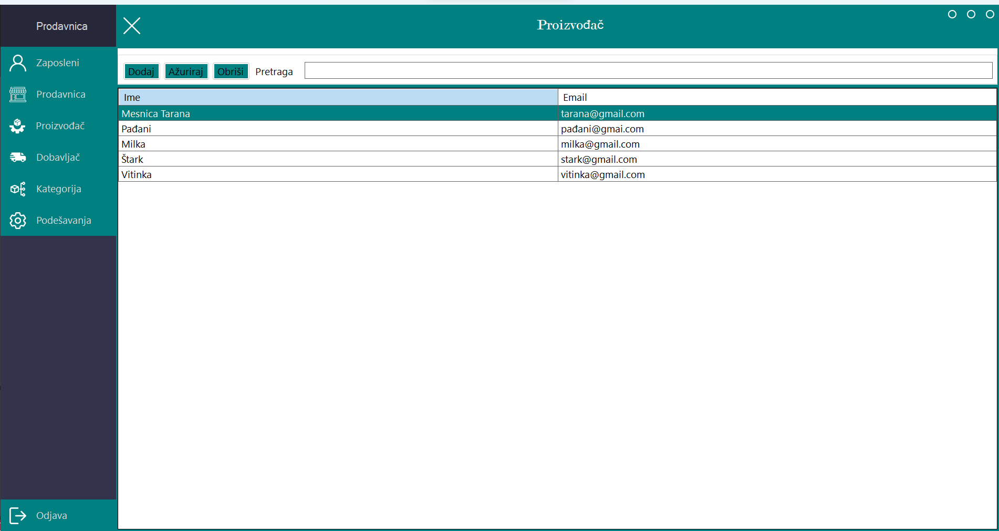 Prodavnica
Proizvođač
Zaposleni
Prodavnica
Proizvođač
Dobavljač
Kategorija
Podešavanja
Odjava
Dodaj Ažuriraj Obriši Pretraga
Ime Email
Mesnica Tarana tarana@gmail.com
Pađani pađani@gmai.com
Milka milka@gmail.com
Štark stark@gmail.com
Vitinka vitinka@gmail.com